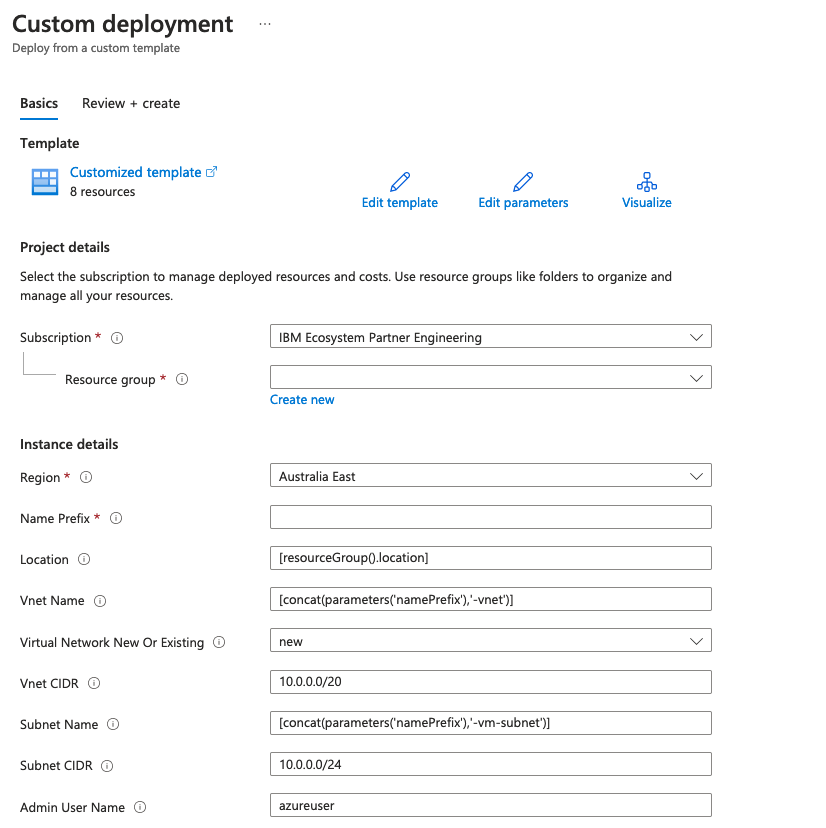 Custom deployment ...
Deploy from a custom template
Basics Review + create
Template
Customized template
8 resources
Edit template Edit parameters Visualize
Project details
Select the subscription to manage deployed resources and costs. Use resource groups like folders to organize and
manage all your resources.
Subscription * IBM Ecosystem Partner Engineering
Resource group *
Create new
Instance details
Region * Australia East
Name Prefix *
Location [resourceGroup().location]
Vnet Name [concat(parameters('namePrefix'),'-vnet')]
Virtual Network New Or Existing new
Vnet CIDR 10.0.0.0/20
Subnet Name [concat(parameters('namePrefix'),'-vm-subnet')]
Subnet CIDR 10.0.0.0/24
Admin User Name azureuser